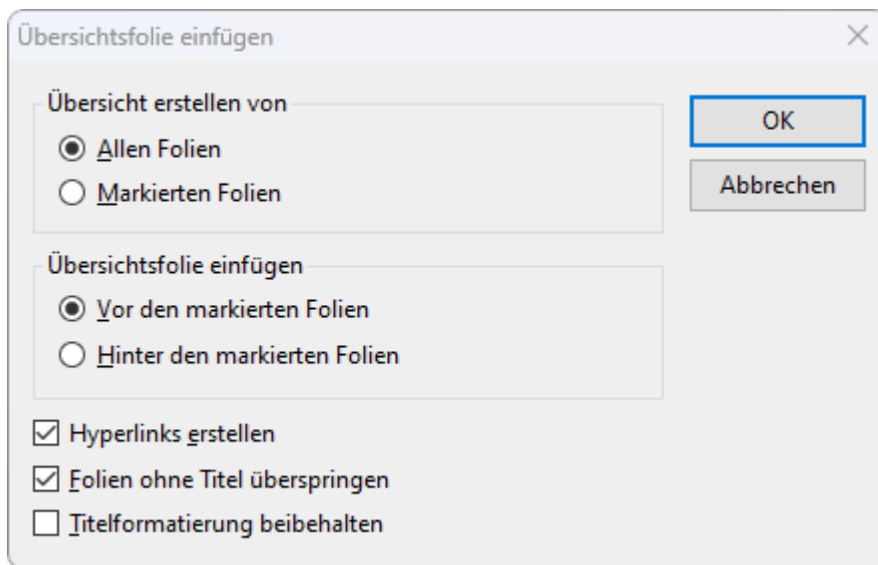 Übersichtsfolie einfügen
Übersicht erstellen von
Allen Folien
Markierten Folien
OK
Abbrechen
Übersichtsfolie einfügen
Vor den markierten Folien
Hinter den markierten Folien
Hyperlinks erstellen
Folien ohne Titel überspringen
Titelformatierung beibehalten